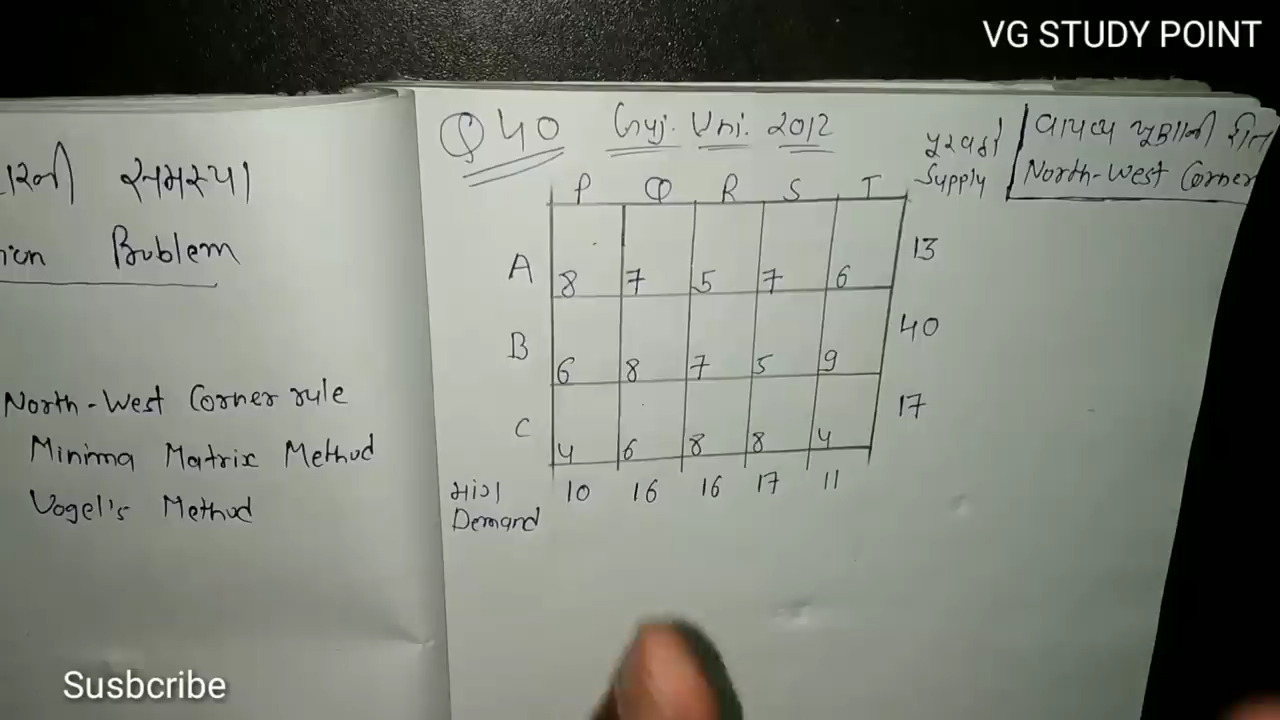 VG STUDY POINT
સમસ્યા
Problem
North-West Corner rule
Minima Matrix Method
Vogel's Method
Q 40 Guj. Uni. 2012
પુરવઠો
Supply
વાયવ્ય ખૂણાની રીત
North-West Corner
P Q R S T
A 8 7 5 7 6 13
B 6 8 7 5 9 40
C 4 6 8 8 4 17
માંગ
Demand 10 16 16 17 11
Susbcribe